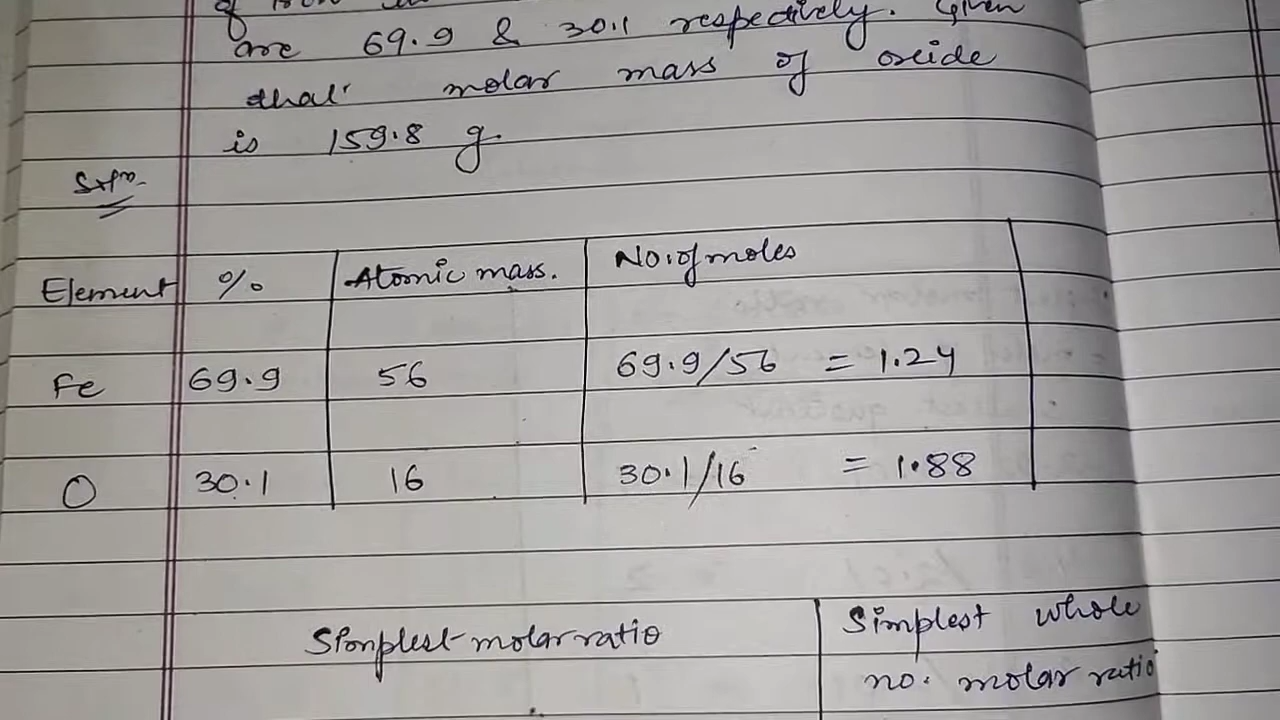 of iron
are 69.9 & 30.1 respectively. Given
that molar mass of oxide
is 159.8 g.
Soln.
Element % Atomic mass. No. of moles
Fe 69.9 56 69.9/56 = 1.24
O 30.1 16 30.1/16 = 1.88
Simplest molar ratio Simplest whole
no. molar ratio